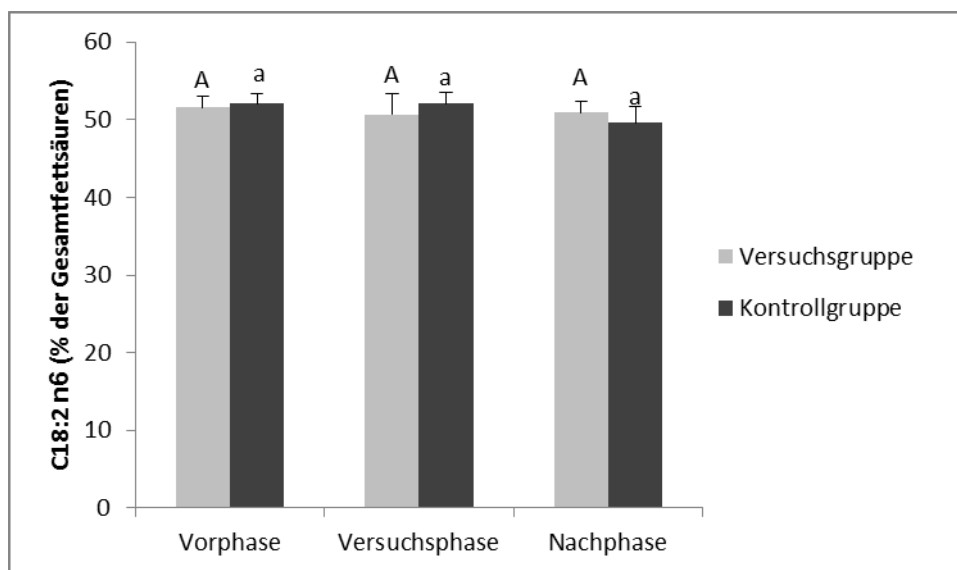 C18:2 n6 (% der Gesamtfettsäuren)
60
50
40
30
20
10
0
A a A a A a
Vorphase Versuchsphase Nachphase
Versuchsgruppe
Kontrollgruppe